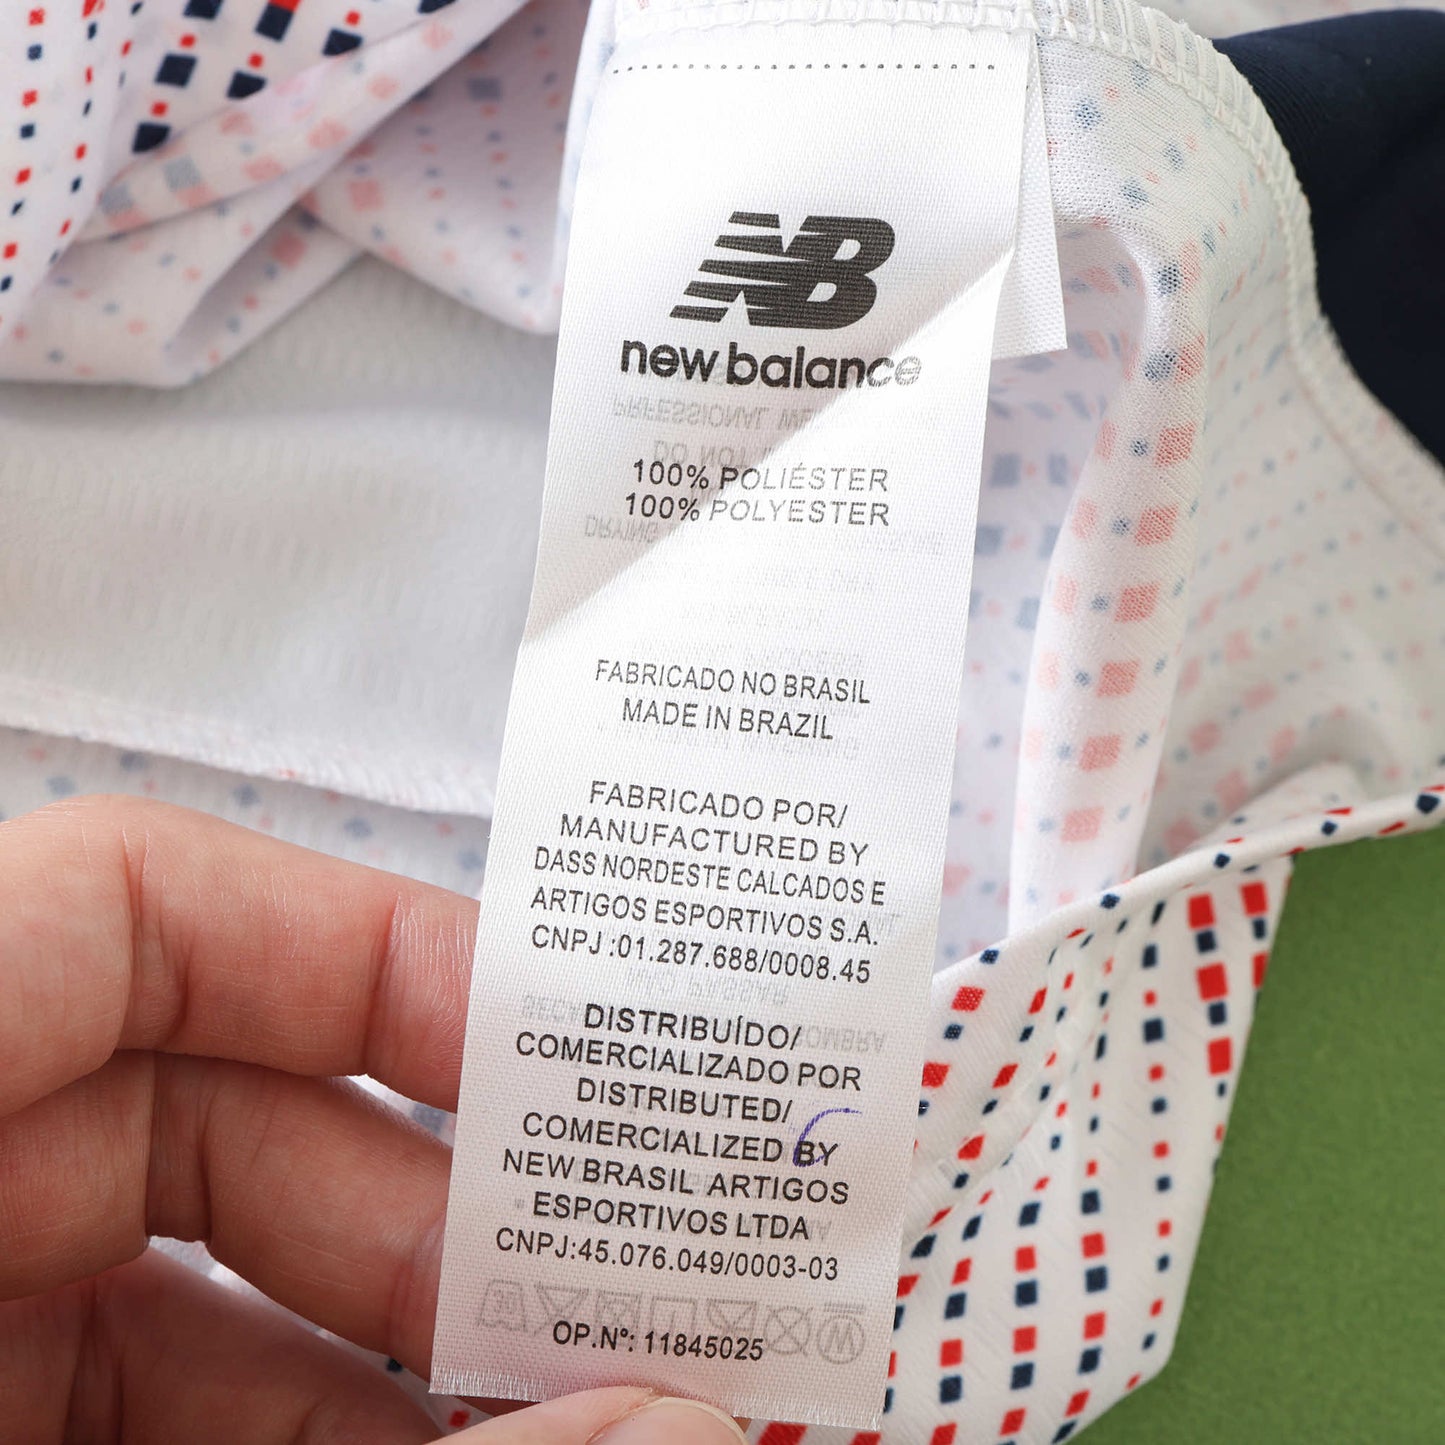 NB
new balance
100% POLIÉSTER
100% POLYESTER
FABRICADO NO BRASIL
MADE IN BRAZIL
FABRICADO POR/
MANUFACTURED BY
DASS NORDESTE CALCADOS E
ARTIGOS ESPORTIVOS S.A.
CNPJ :01.287.688/0008.45
DISTRIBUÍDO/
COMERCIALIZADO POR
DISTRIBUTED/
COMERCIALIZED BY
NEW BRASIL ARTIGOS
ESPORTIVOS LTDA
CNPJ:45.076.049/0003-03
OP.Nº: 11845025